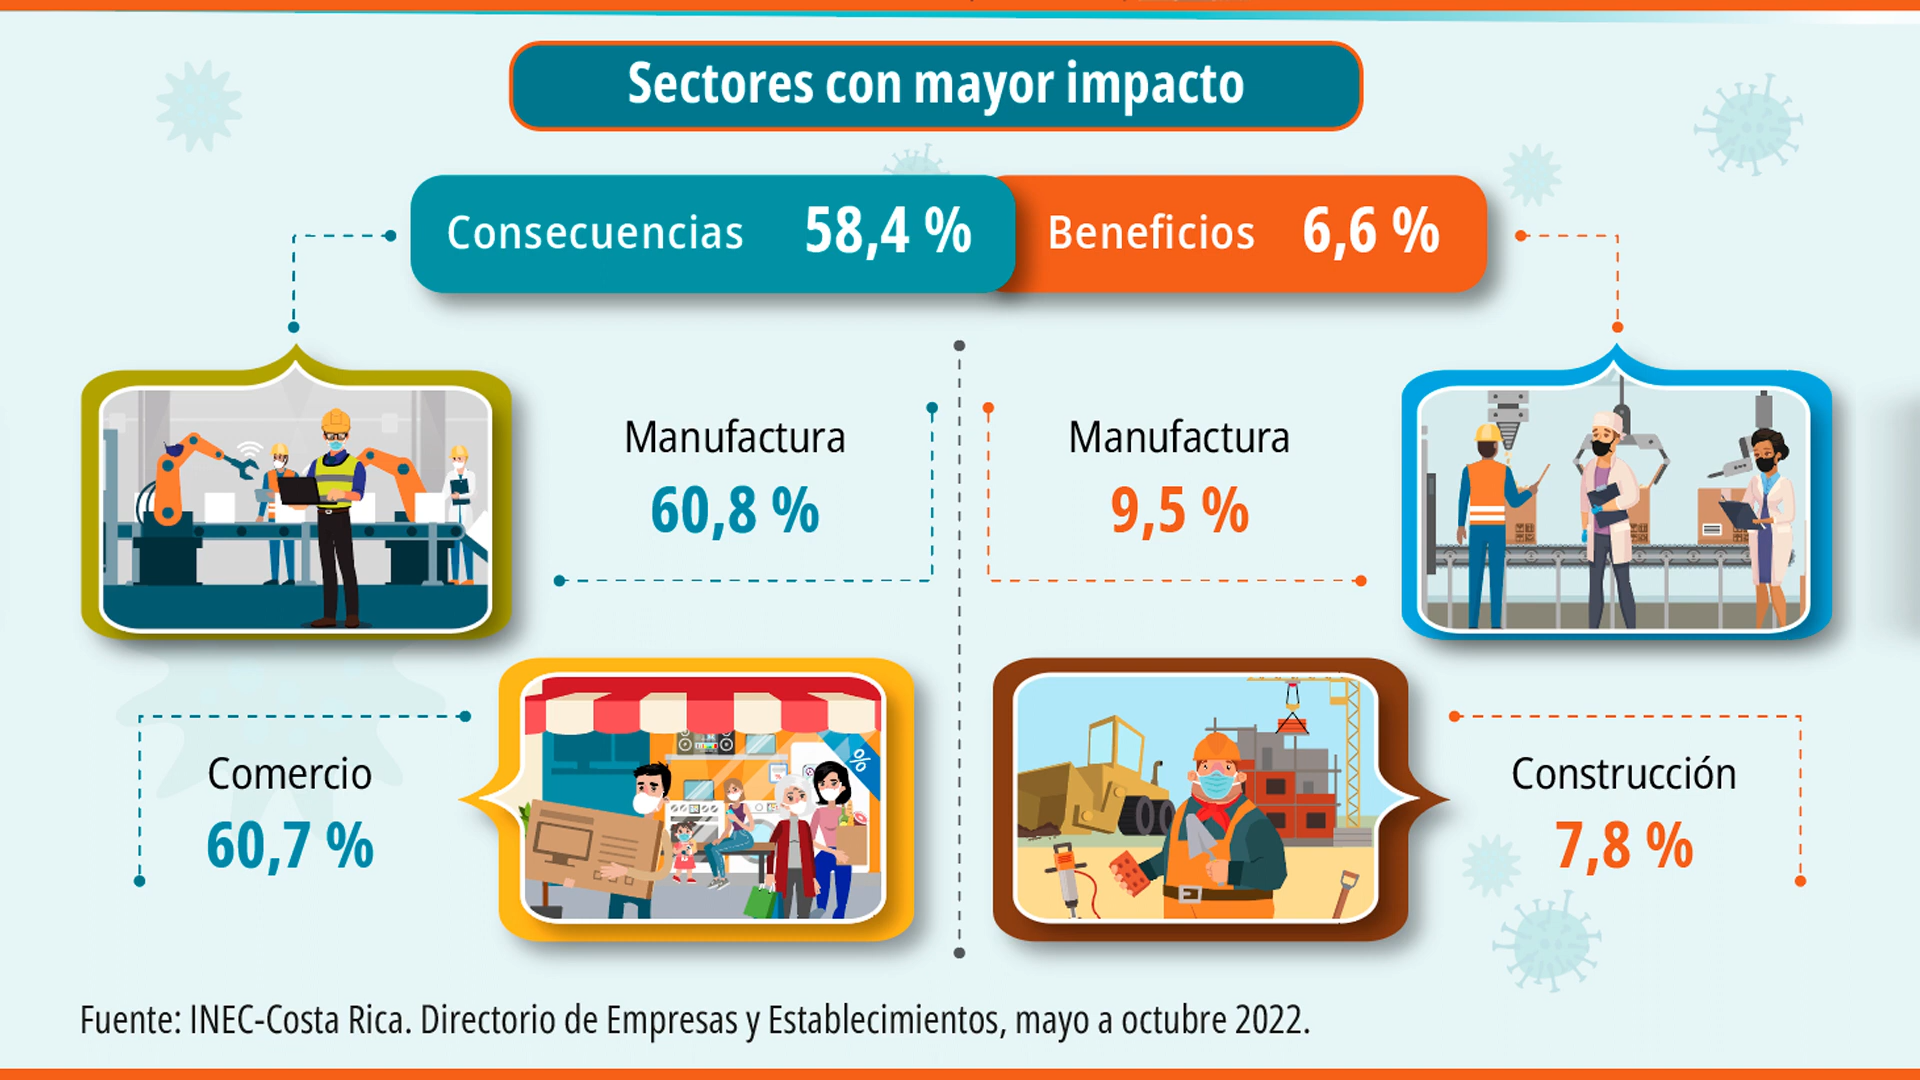 Sectores con mayor impacto
Consecuencias 58,4 %
Beneficios 6,6 %
Manufactura
60,8 %
Manufactura
9,5 %
Comercio
60,7 %
%
Construcción
7,8 %
Fuente: INEC-Costa Rica. Directorio de Empresas y Establecimientos, mayo a octubre 2022.